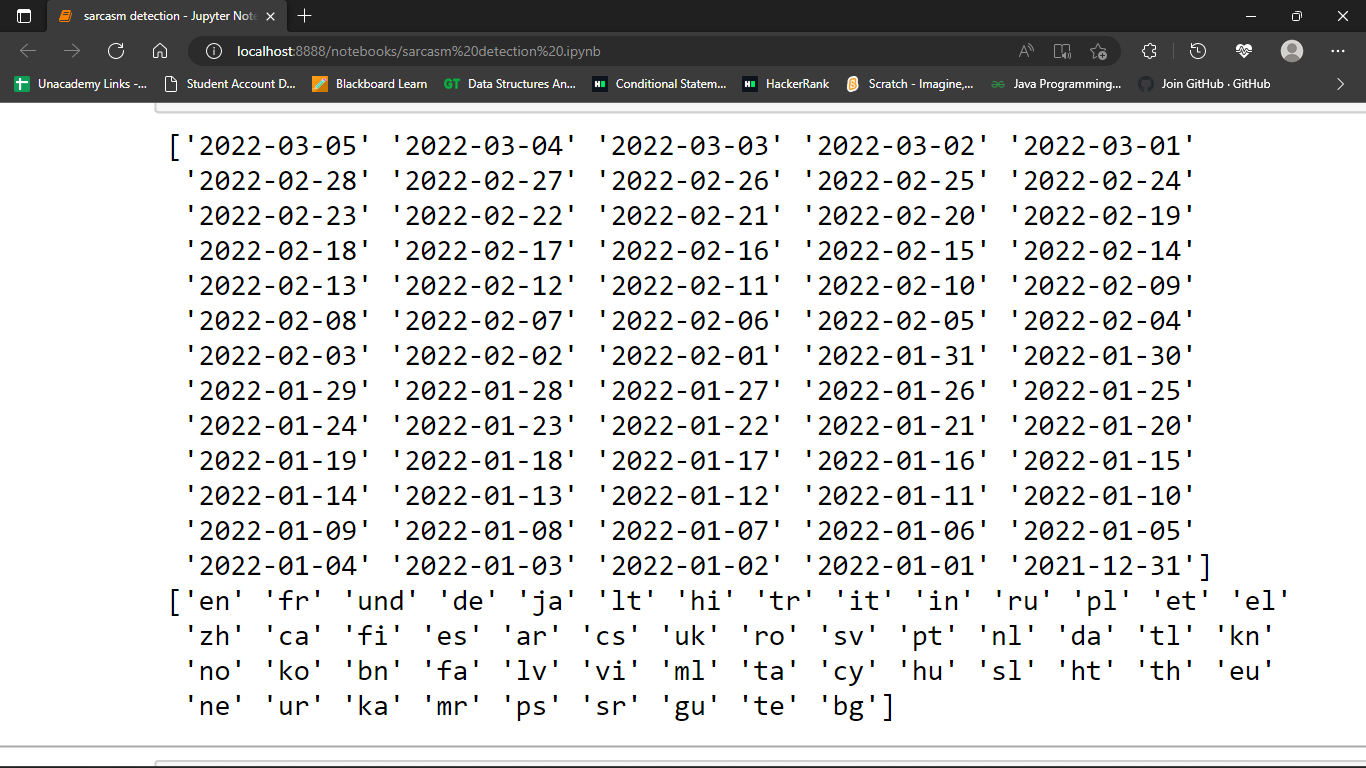 sarcasm detection - Jupyter Note
localhost:8888/notebooks/sarcasm%20detection%20.ipynb
Unacademy Links -... Student Account D... Blackboard Learn GT Data Structures An... Conditional Statem... HackerRank Scratch - Imagine,... Java Programming... Join GitHub · GitHub
['2022-03-05' '2022-03-04' '2022-03-03' '2022-03-02' '2022-03-01'
'2022-02-28' '2022-02-27' '2022-02-26' '2022-02-25' '2022-02-24'
'2022-02-23' '2022-02-22' '2022-02-21' '2022-02-20' '2022-02-19'
'2022-02-18' '2022-02-17' '2022-02-16' '2022-02-15' '2022-02-14'
'2022-02-13' '2022-02-12' '2022-02-11' '2022-02-10' '2022-02-09'
'2022-02-08' '2022-02-07' '2022-02-06' '2022-02-05' '2022-02-04'
'2022-02-03' '2022-02-02' '2022-02-01' '2022-01-31' '2022-01-30'
'2022-01-29' '2022-01-28' '2022-01-27' '2022-01-26' '2022-01-25'
'2022-01-24' '2022-01-23' '2022-01-22' '2022-01-21' '2022-01-20'
'2022-01-19' '2022-01-18' '2022-01-17' '2022-01-16' '2022-01-15'
'2022-01-14' '2022-01-13' '2022-01-12' '2022-01-11' '2022-01-10'
'2022-01-09' '2022-01-08' '2022-01-07' '2022-01-06' '2022-01-05'
'2022-01-04' '2022-01-03' '2022-01-02' '2022-01-01' '2021-12-31']
['en' 'fr' 'und' 'de' 'ja' 'lt' 'hi' 'tr' 'it' 'in' 'ru' 'pl' 'et' 'el'
'zh' 'ca' 'fi' 'es' 'ar' 'cs' 'uk' 'ro' 'sv' 'pt' 'nl' 'da' 'tl' 'kn'
'no' 'ko' 'bn' 'fa' 'lv' 'vi' 'ml' 'ta' 'cy' 'hu' 'sl' 'ht' 'th' 'eu'
'ne' 'ur' 'ka' 'mr' 'ps' 'sr' 'gu' 'te' 'bg']